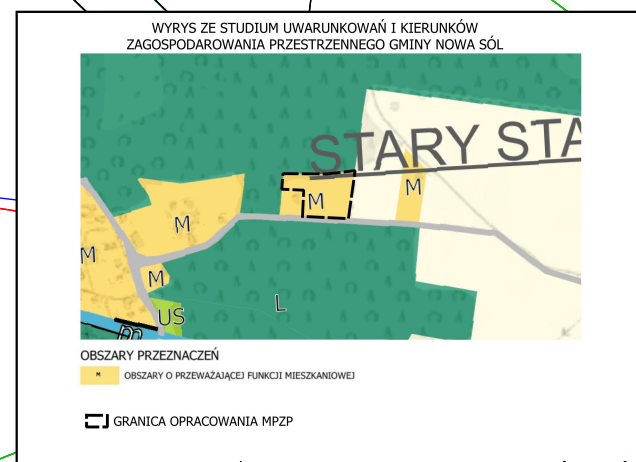 WYRYS ZE STUDIUM UWARUNKOWAŃ I KIERUNKÓW
ZAGOSPODAROWANIA PRZESTRZENNEGO GMINY NOWA SÓL
STARY STA
M
M
M
M
M
US
L
OBSZARY PRZEZNACZEŃ
M OBSZARY O PRZEWAŻAJĄCEJ FUNKCJI MIESZKANIOWEJ
GRANICA OPRACOWANIA MPZP